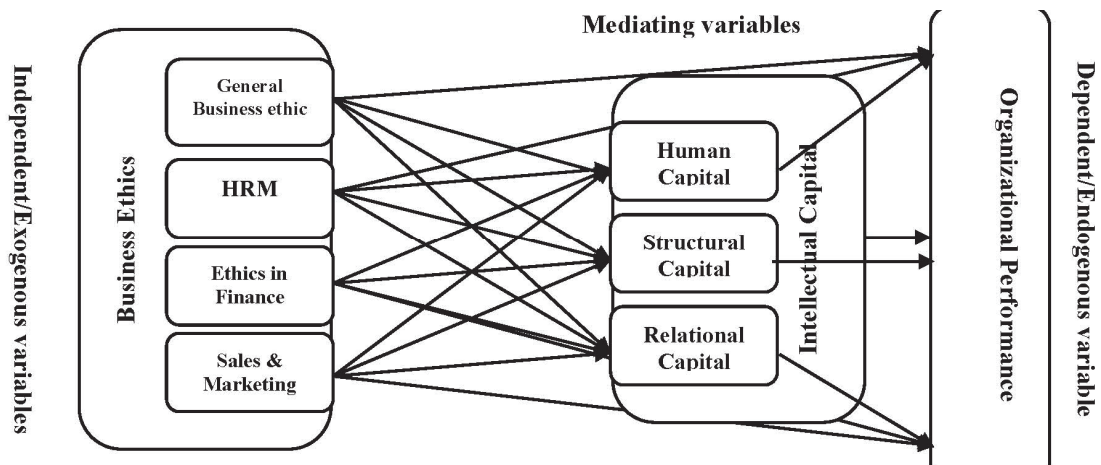 Mediating variables
Independent/Exogenous variables
Business Ethics
General
Business ethic
HRM
Ethics in
Finance
Sales &
Marketing
Human
Capital
Structural
Capital
Relational
Capital
Intellectual Capital
Organizational Performance
Dependent/Endogenous variable